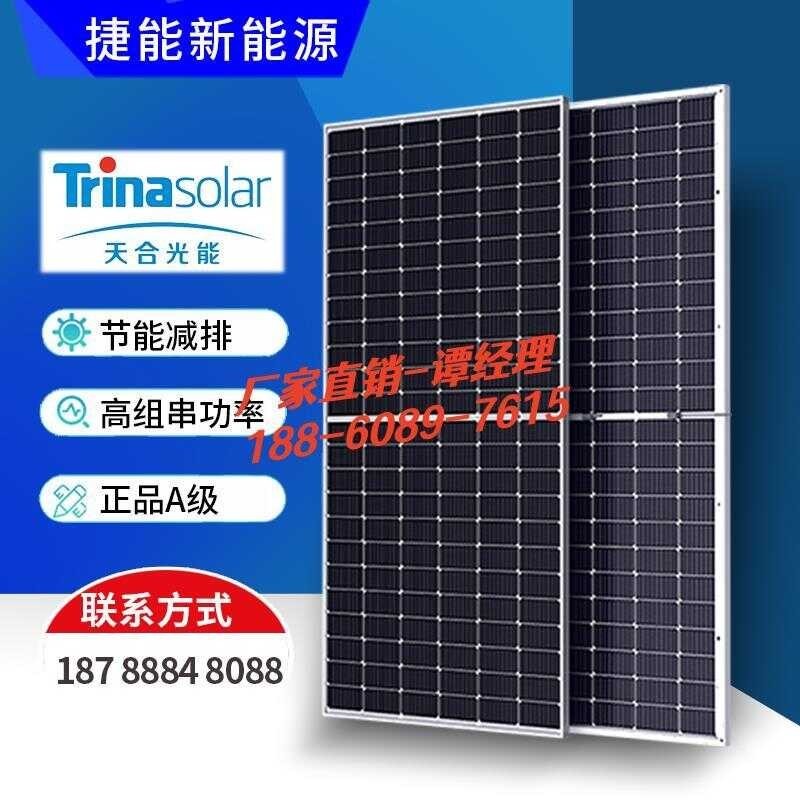 捷能新能源
Trinasolar
天合光能
节能减排
高组串功率
正品A级
厂家直销-谭经理
188-6089-7615
联系方式
187 8884 8088